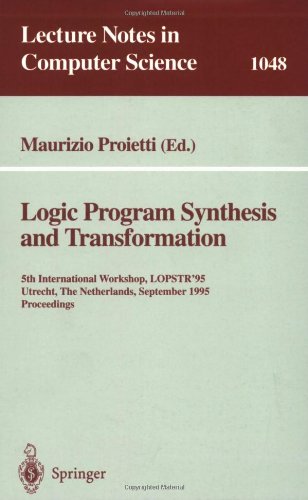 Lecture Notes in
Computer Science 1048
Maurizio Proietti (Ed.)
Logic Program Synthesis
and Transformation
5th International Workshop, LOPSTR'95
Utrecht, The Netherlands, September 1995
Proceedings
Springer